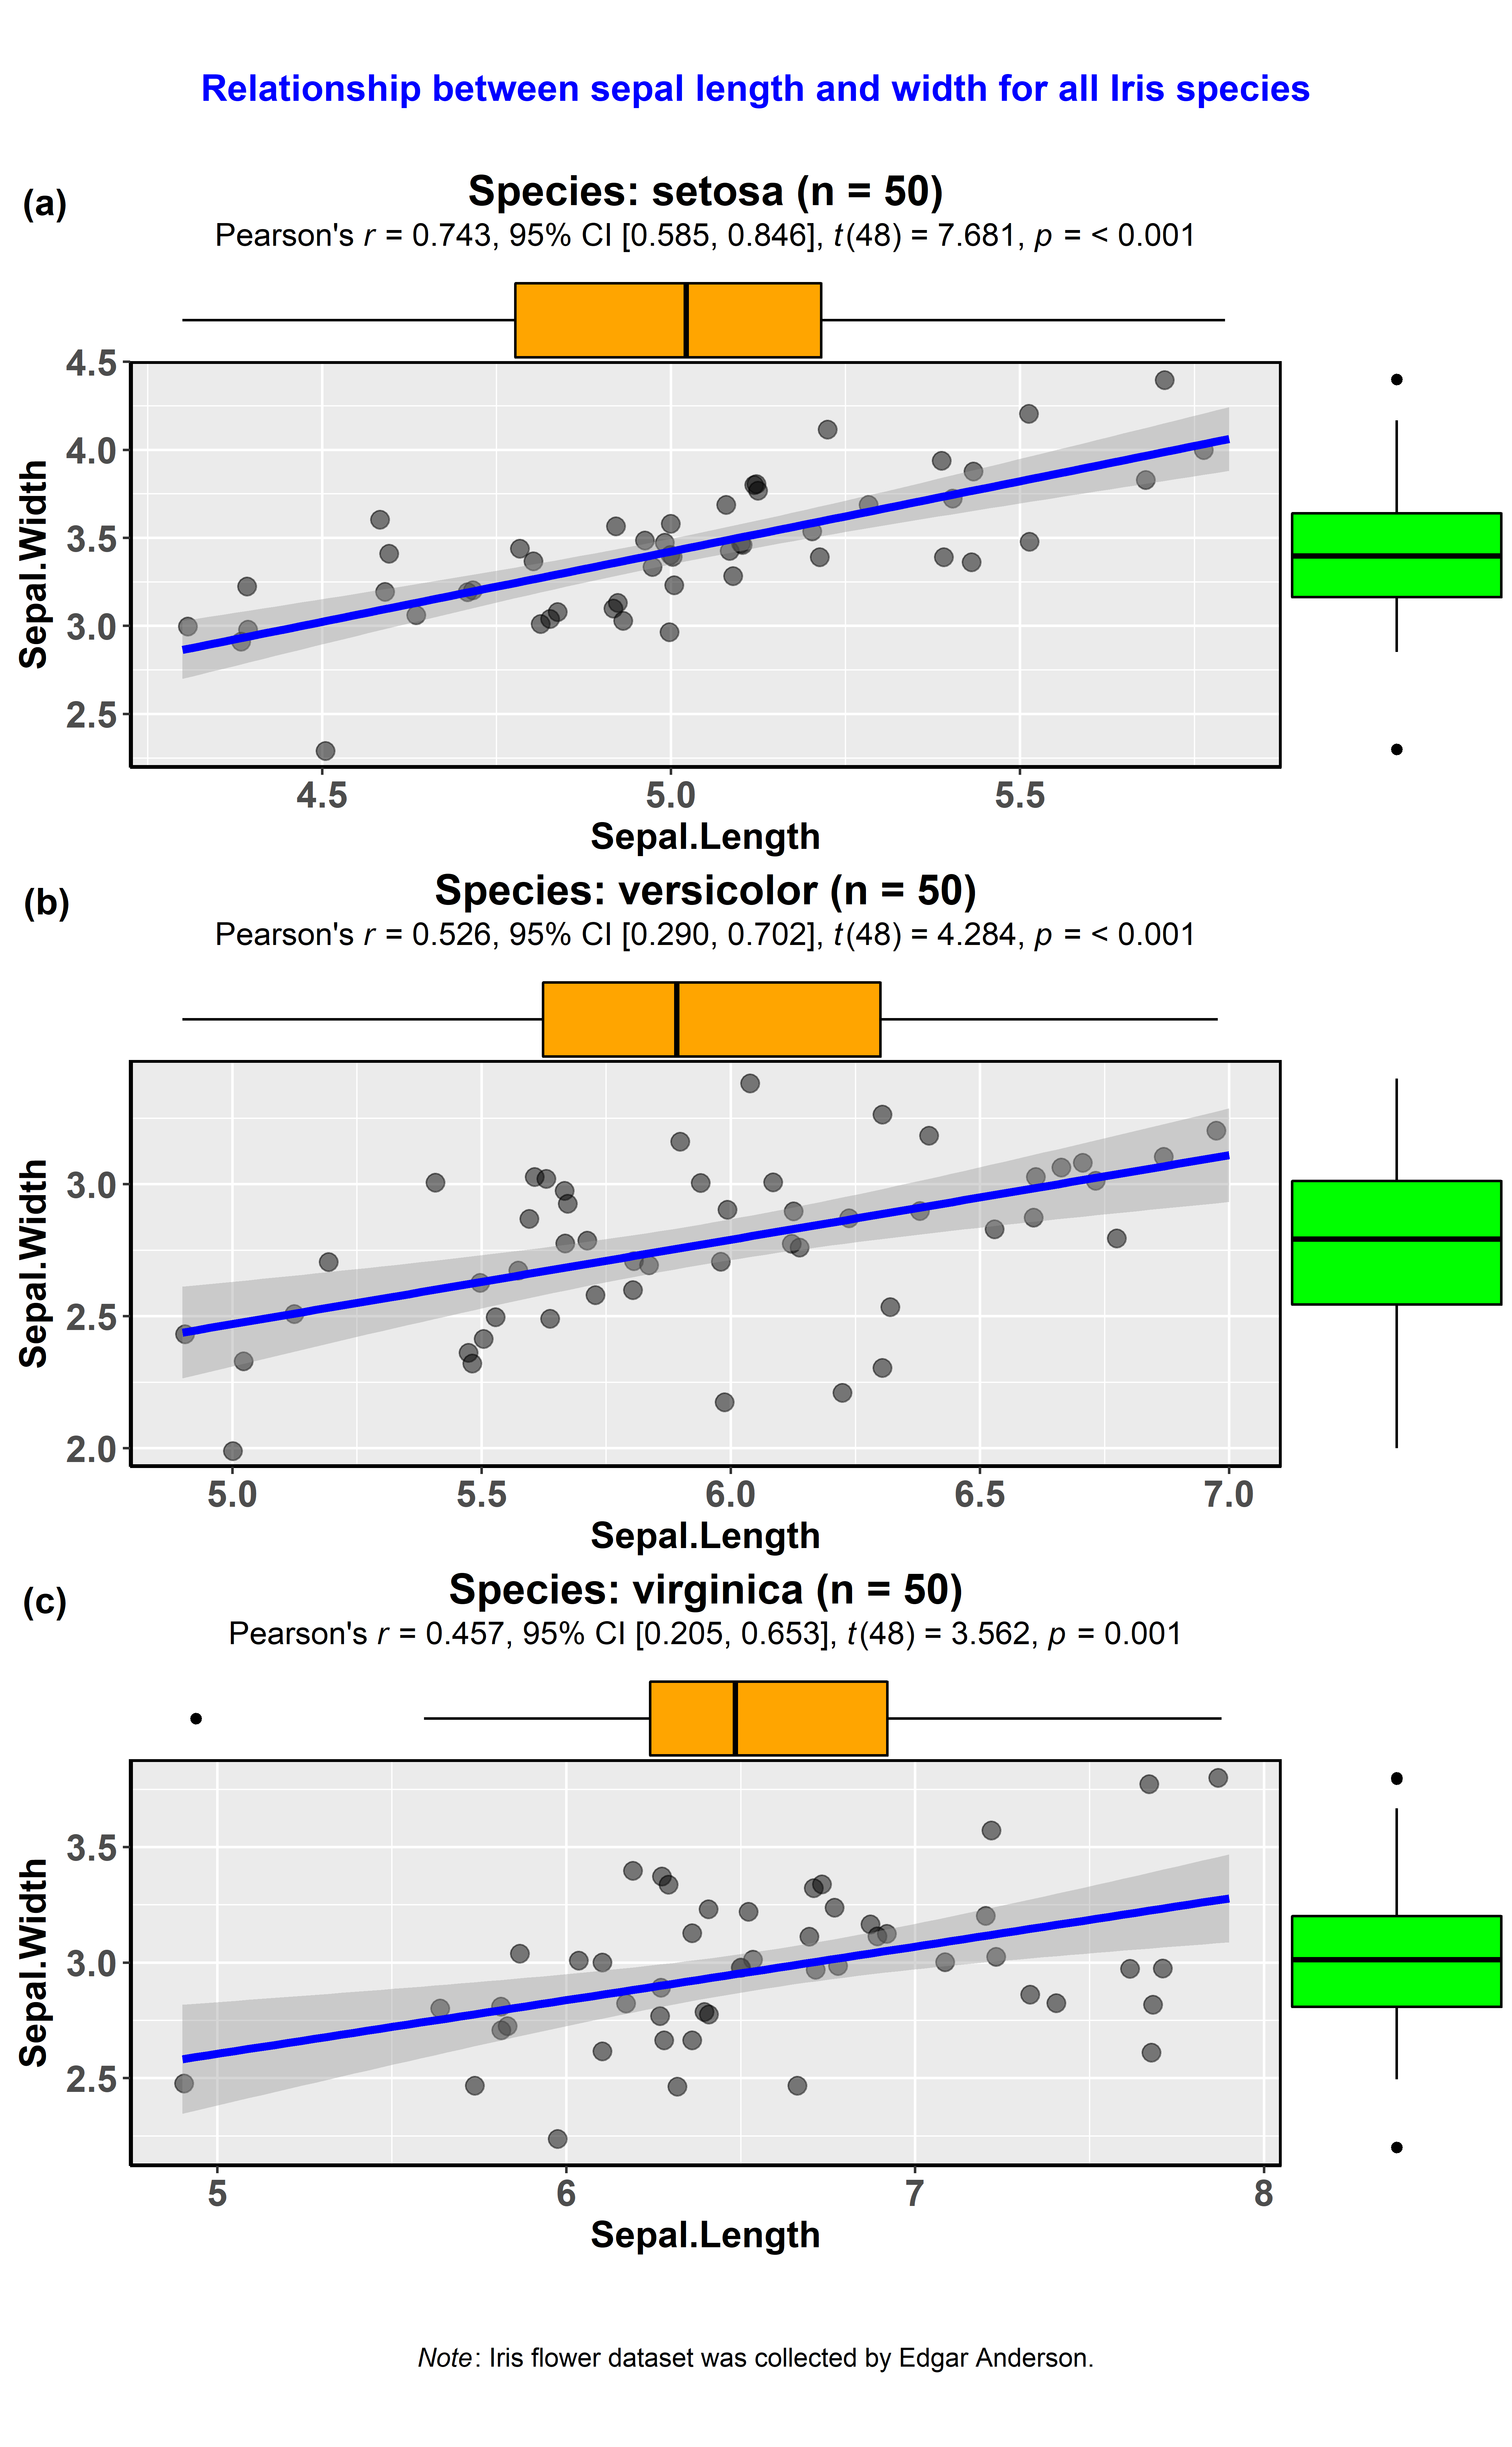 Relationship between sepal length and width for all Iris species
(a)
Species: setosa (n = 50)
Pearson's r = 0.743, 95% CI [0.585, 0.846], t(48) = 7.681, p = < 0.001
4.5
4.0
3.5
3.0
2.5
Sepal.Width
4.5 5.0 5.5
Sepal.Length
(b)
Species: versicolor (n = 50)
Pearson's r = 0.526, 95% CI [0.290, 0.702], t(48) = 4.284, p = < 0.001
3.0
2.5
2.0
Sepal.Width
5.0 5.5 6.0 6.5 7.0
Sepal.Length
(c)
Species: virginica (n = 50)
Pearson's r = 0.457, 95% CI [0.205, 0.653], t(48) = 3.562, p = 0.001
3.5
3.0
2.5
Sepal.Width
5 6 7 8
Sepal.Length
Note: Iris flower dataset was collected by Edgar Anderson.